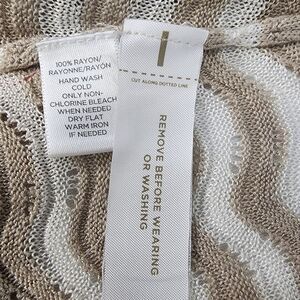 100% RAYON/
RAYONNE/RAYÓN
HAND WASH
COLD
ONLY NON-
CHLORINE BLEACH
WHEN NEEDED
DRY FLAT
WARM IRON
IF NEEDED
CUT ALONG DOTTED LINE
REMOVE BEFORE WEARING
OR WASHING